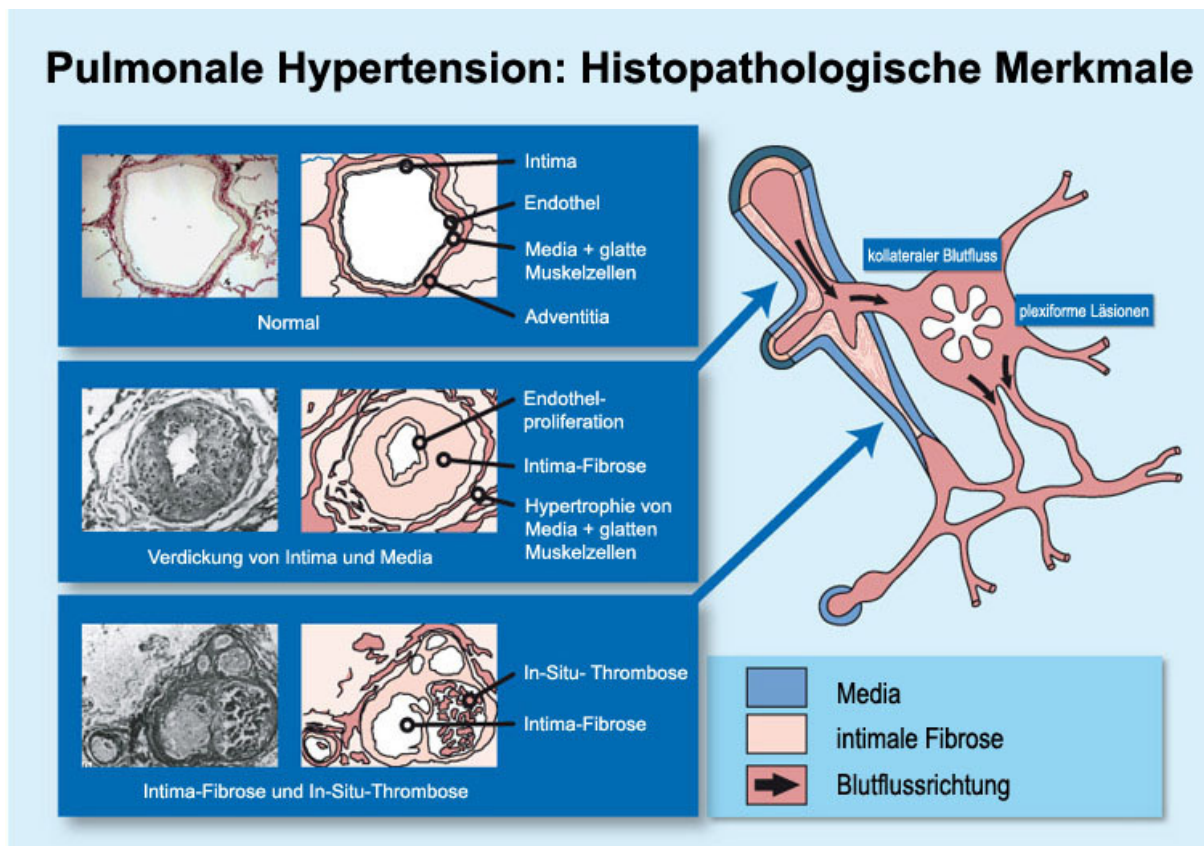 Pulmonale Hypertension: Histopathologische Merkmale
Intima
Endothel
Media + glatte
Muskelzellen
Adventitia
Normal
Endothel-
proliferation
Intima-Fibrose
Hypertrophie von
Media + glatten
Muskelzellen
Verdickung von Intima und Media
In-Situ- Thrombose
Intima-Fibrose
Intima-Fibrose und In-Situ-Thrombose
kollateraler Blutfluss
plexiforme Läsionen
Media
intimale Fibrose
Blutflussrichtung